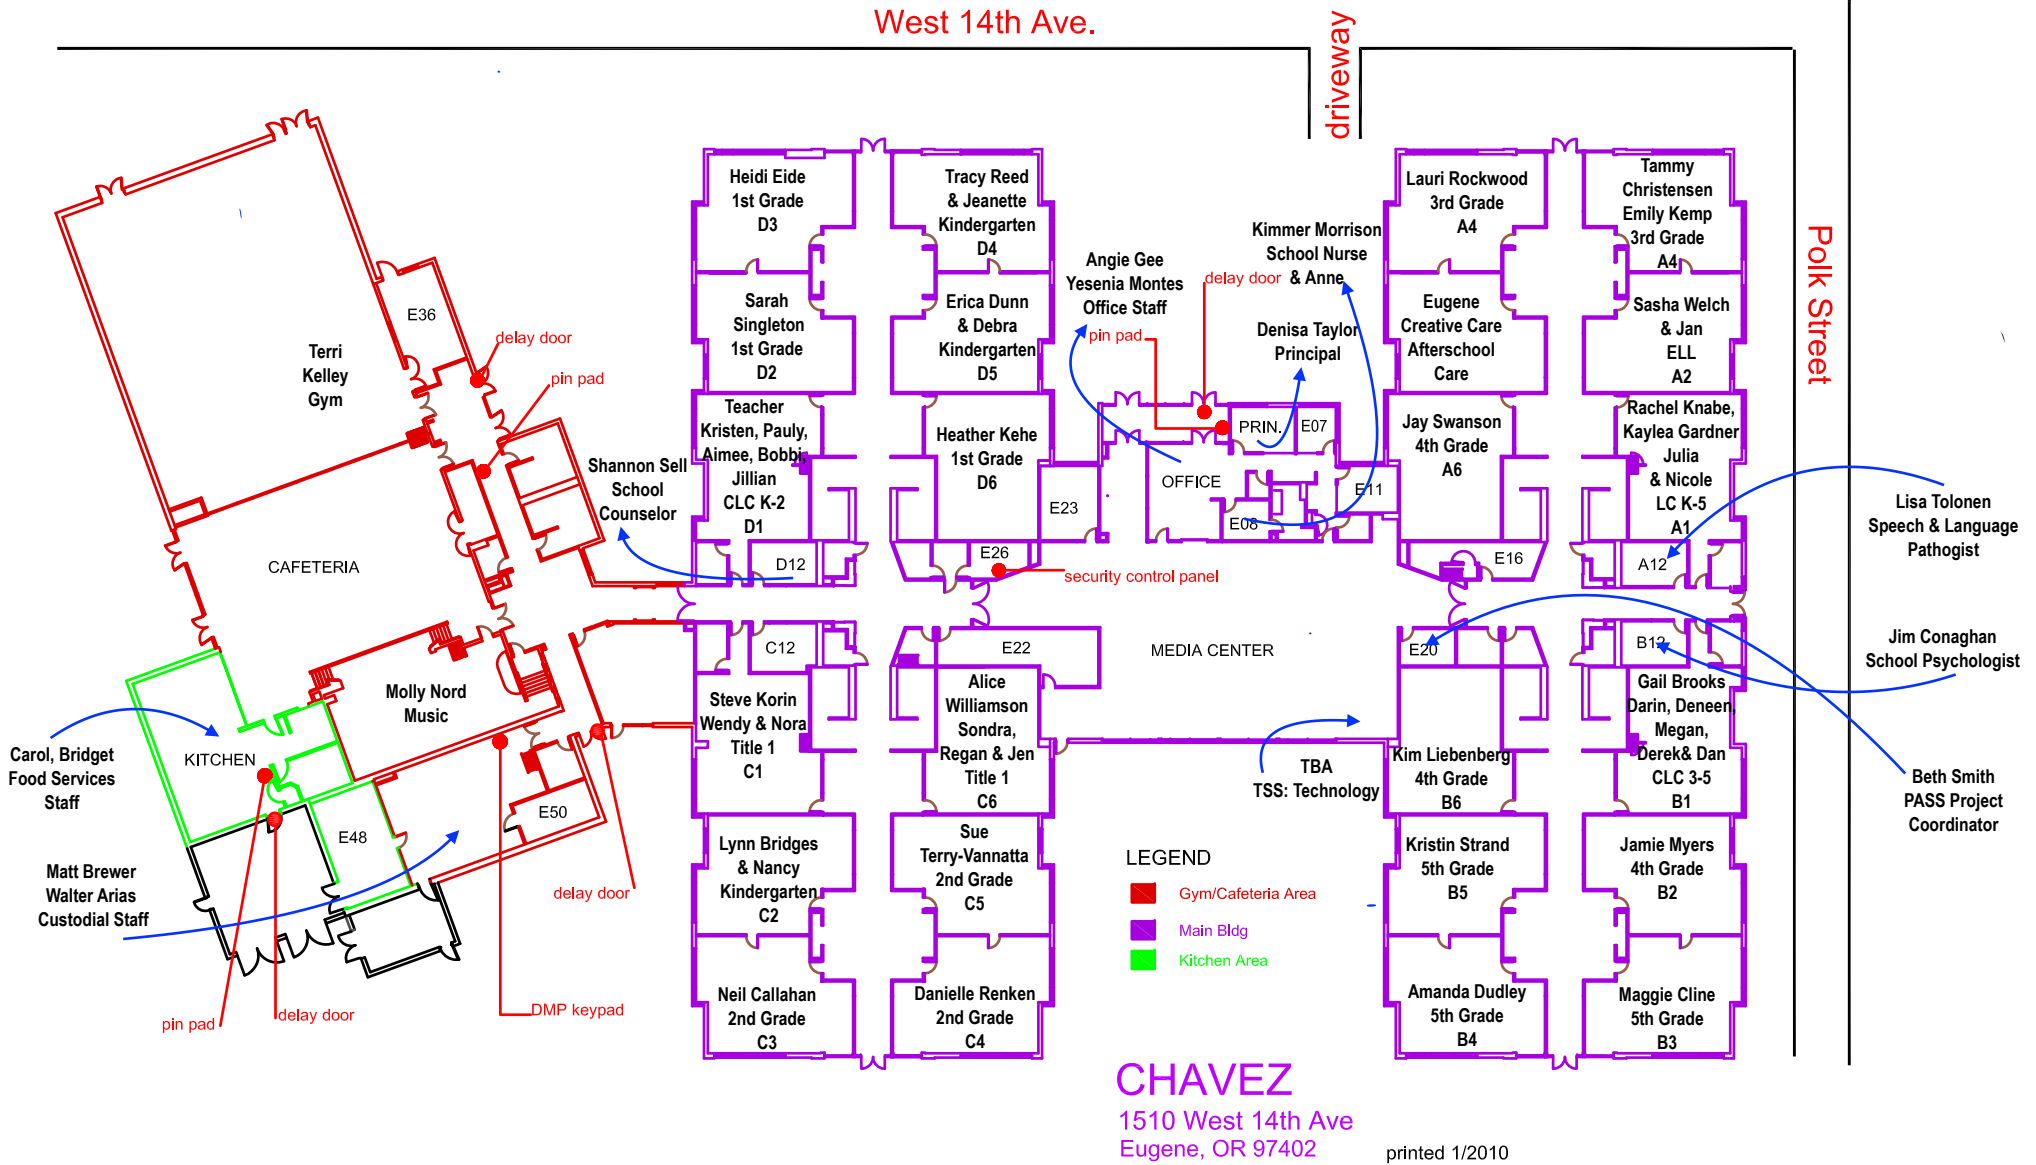 West 14th Ave.
driveway
Polk Street
Heidi Eide
1st Grade
D3
Tracy Reed
& Jeanette
Kindergarten
D4
Lauri Rockwood
3rd Grade
A4
Tammy
Christensen
Emily Kemp
3rd Grade
A4
Kimmer Morrison
School Nurse
& Anne
Angie Gee
Yesenia Montes
Office Staff
delay door
pin pad
Denisa Taylor
Principal
E36
Terri
Kelley
Gym
delay door
pin pad
Sarah
Singleton
1st Grade
D2
Erica Dunn
& Debra
Kindergarten
D5
Eugene
Creative Care
Afterschool
Care
Sasha Welch
& Jan
ELL
A2
Teacher
Kristen, Pauly,
Aimee, Bobbi,
Jillian
CLC K-2
D1
Heather Kehe
1st Grade
D6
PRIN.
E07
OFFICE
E08
E11
E23
E26
security control panel
Jay Swanson
4th Grade
A6
Rachel Knabe,
Kaylea Gardner
Julia
& Nicole
LC K-5
A1
Shannon Sell
School
Counselor
D12
E16
A12
Lisa Tolonen
Speech & Language
Pathogist
CAFETERIA
C12
E22
MEDIA CENTER
E20
B12
Jim Conaghan
School Psychologist
Molly Nord
Music
KITCHEN
Carol, Bridget
Food Services
Staff
Steve Korin
Wendy & Nora
Title 1
C1
Alice
Williamson
Sondra,
Regan & Jen
Title 1
C6
TBA
TSS: Technology
Kim Liebenberg
4th Grade
B6
Gail Brooks
Darin, Deneen,
Megan,
Derek& Dan
CLC 3-5
B1
Beth Smith
PASS Project
Coordinator
E48
E50
Matt Brewer
Walter Arias
Custodial Staff
delay door
Lynn Bridges
& Nancy
Kindergarten
C2
Sue
Terry-Vannatta
2nd Grade
C5
LEGEND
Gym/Cafeteria Area
Main Bldg
Kitchen Area
Kristin Strand
5th Grade
B5
Jamie Myers
4th Grade
B2
pin pad
delay door
DMP keypad
Neil Callahan
2nd Grade
C3
Danielle Renken
2nd Grade
C4
Amanda Dudley
5th Grade
B4
Maggie Cline
5th Grade
B3
CHAVEZ
1510 West 14th Ave
Eugene, OR 97402
printed 1/2010